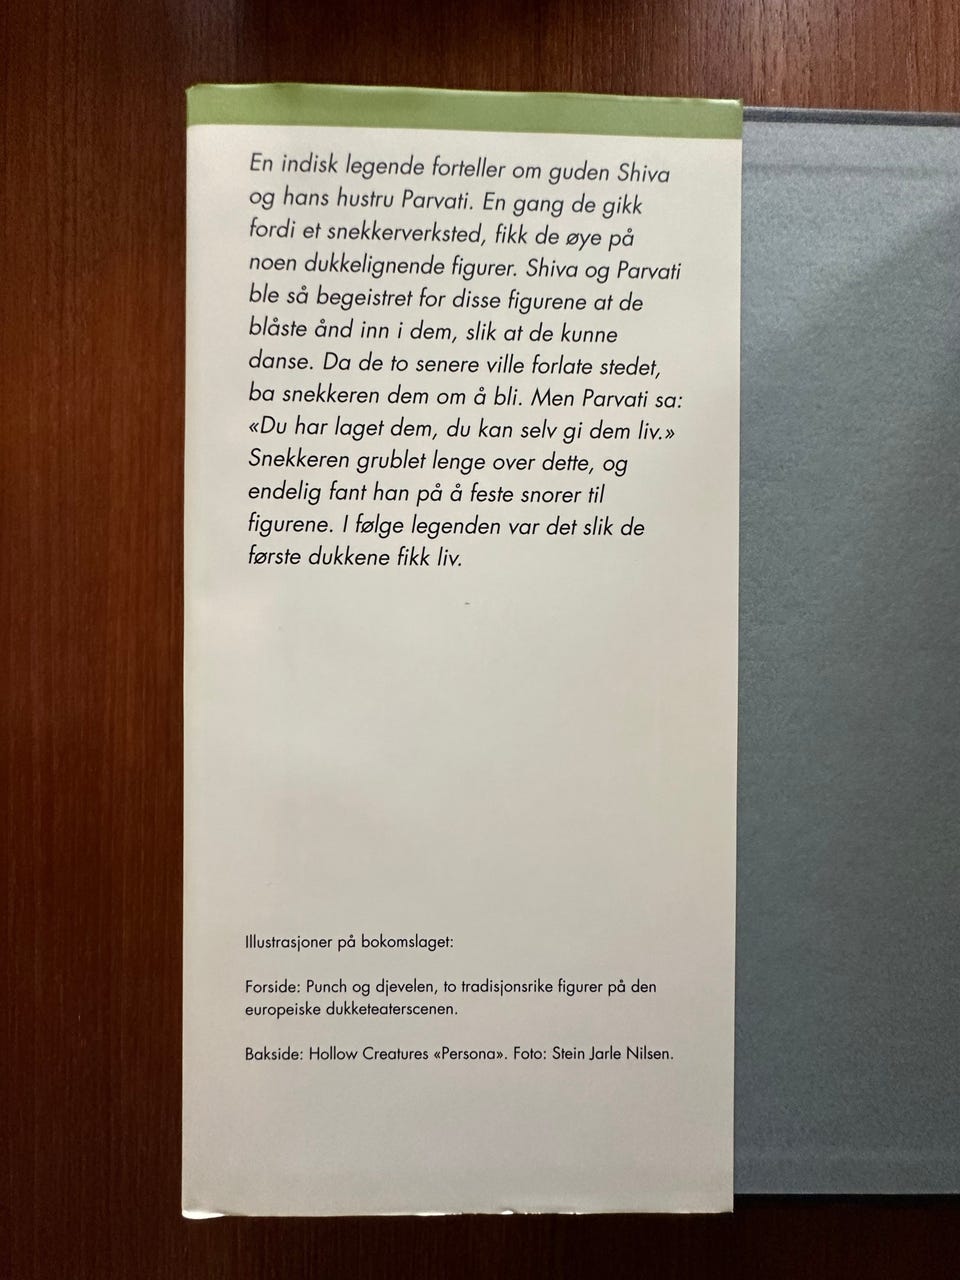 En indisk legende forteller om guden Shiva
og hans hustru Parvati. En gang de gikk
fordi et snekkerverksted, fikk de øye på
noen dukkelignende figurer. Shiva og Parvati
ble så begeistret for disse figurene at de
blåste ånd inn i dem, slik at de kunne
danse. Da de to senere ville forlate stedet,
ba snekkeren dem om å bli. Men Parvati sa:
«Du har laget dem, du kan selv gi dem liv.»
Snekkeren grublet lenge over dette, og
endelig fant han på å feste snorer til
figurene. I følge legenden var det slik de
første dukkene fikk liv.
Illustrasjoner på bokomslaget:
Forside: Punch og djevelen, to tradisjonsrike figurer på den
europeiske dukketeaterscenen.
Bakside: Hollow Creatures «Persona». Foto: Stein Jarle Nilsen.